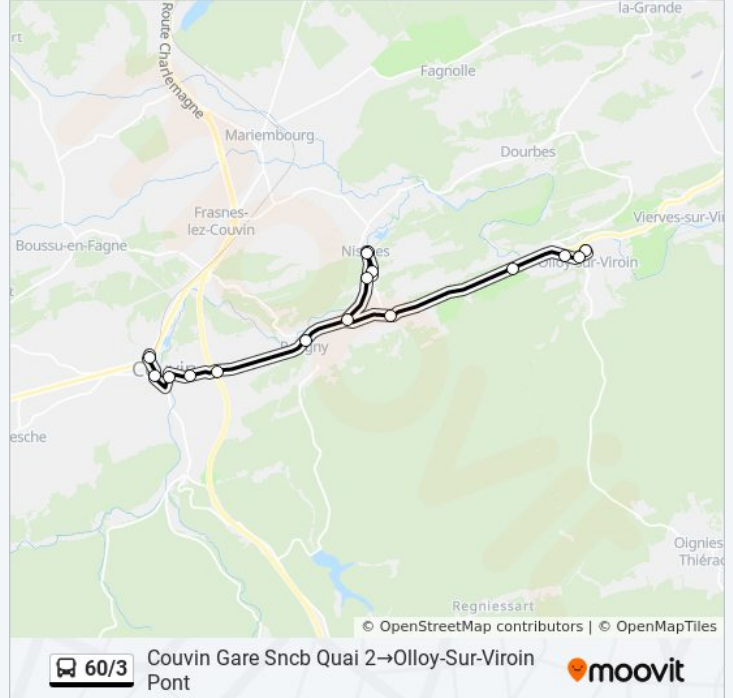 la-Grande
rt
Route Charlemagne
Fagnolle
Mariembourg
Dourbes
Frasnes-
lez-Couvin
Vierves-sur-Vi
Boussu-en-Fagne
Olloy-sur-Viroin
esche
Oignies
Thiérac
Regniessart
© OpenStreetMap contributors | © OpenMapTiles
60/3
Couvin Gare Sncb Quai 2→Olloy-Sur-Viroin
Pont
moovit